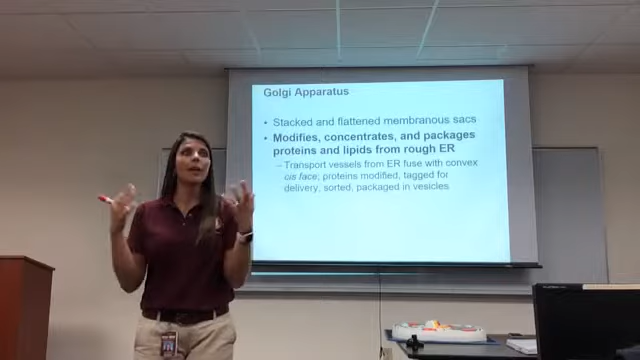 Golgi Apparatus
• Stacked and flattened membranous sacs
• Modifies, concentrates, and packages
proteins and lipids from rough ER
– Transport vessels from ER fuse with convex
cis face; proteins modified, tagged for
delivery, sorted, packaged in vesicles